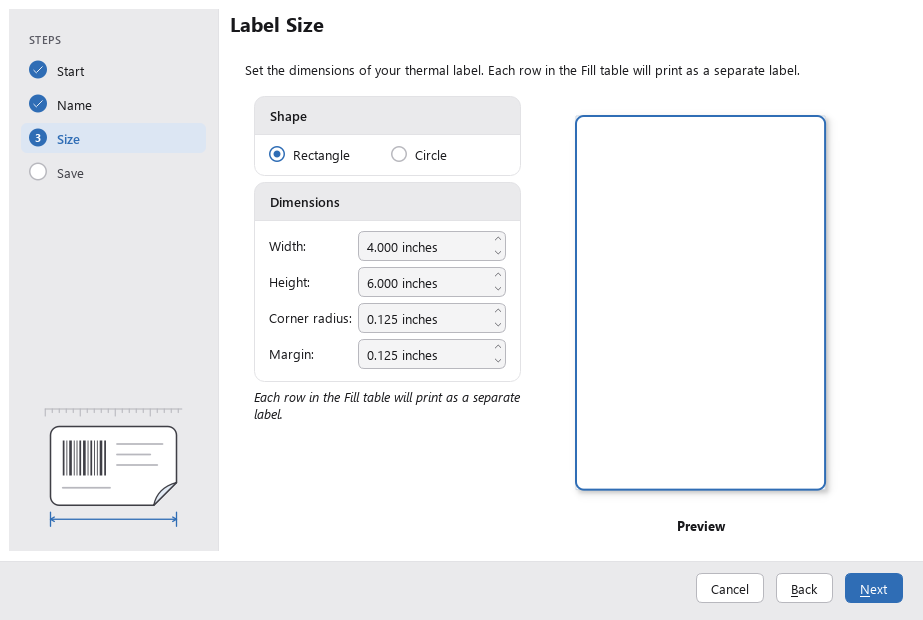 Label Size
STEPS
Start
Name
3 Size
Save
Set the dimensions of your thermal label. Each row in the Fill table will print as a separate label.
Shape
Rectangle Circle
Dimensions
Width: 4.000 inches
Height: 6.000 inches
Corner radius: 0.125 inches
Margin: 0.125 inches
Each row in the Fill table will print as a separate
label.
Preview
Cancel Back Next